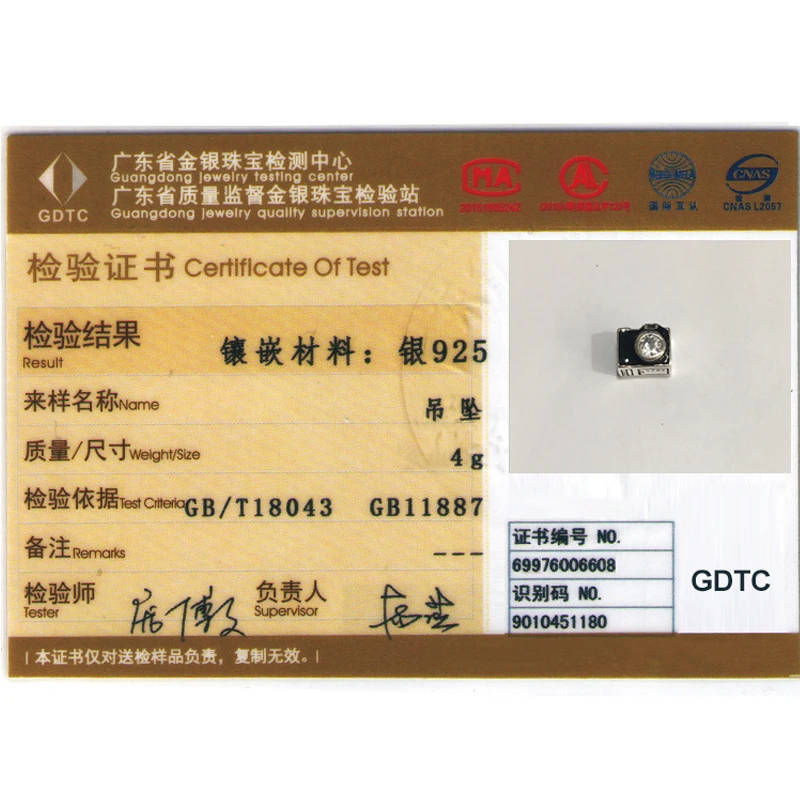 GDTC
广东省金银珠宝检测中心
Guangdong jewelry testing center
广东省质量监督金银珠宝检验站
Guangdong jewelry quality supervision station
MA
国际互认
CNAS
CNAS L2057
检验证书 Certificate Of Test
检验结果 Result
镶嵌材料：银925
来样名称Name
吊坠
质量/尺寸Weight/Size
4g
检验依据Test Criteria GB/T18043 GB11887
备注Remarks
---
检验师 Tester
负责人 Supervisor
证书编号 NO.
69976006608
识别码 NO.
9010451180
GDTC
本证书仅对送检样品负责，复制无效。